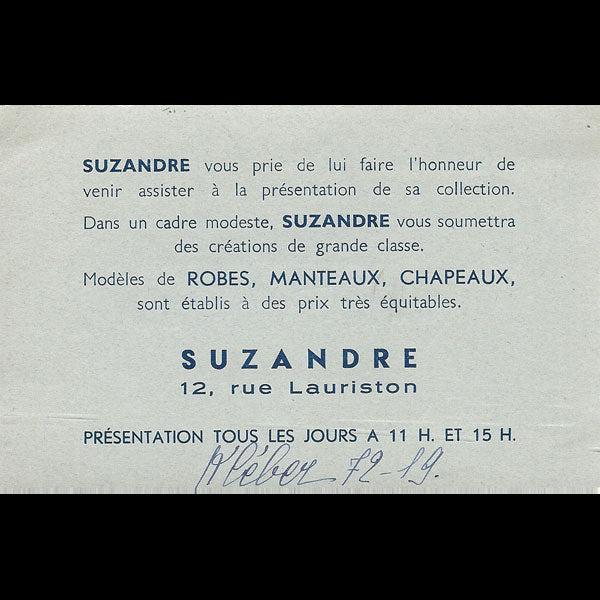 SUZANDRE vous prie de lui faire l'honneur de
venir assister à la présentation de sa collection.
Dans un cadre modeste, SUZANDRE vous soumettra
des créations de grande classe.
Modèles de ROBES, MANTEAUX, CHAPEAUX,
sont établis à des prix très équitables.
SUZANDRE
12, rue Lauriston
PRÉSENTATION TOUS LES JOURS A 11 H. ET 15 H.
Kléber 72-19.